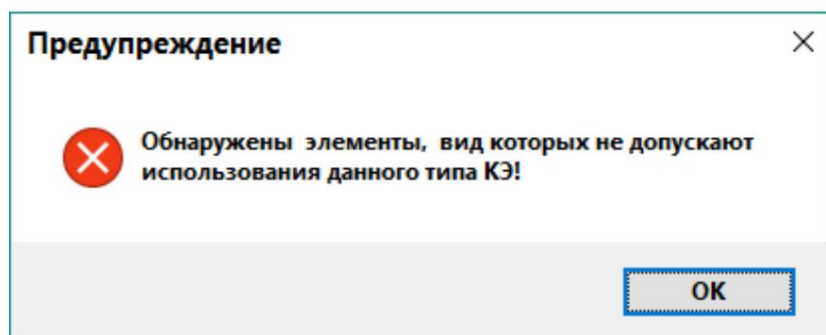 Предупреждение
Обнаружены элементы, вид которых не допускают
использования данного типа КЭ!
OK